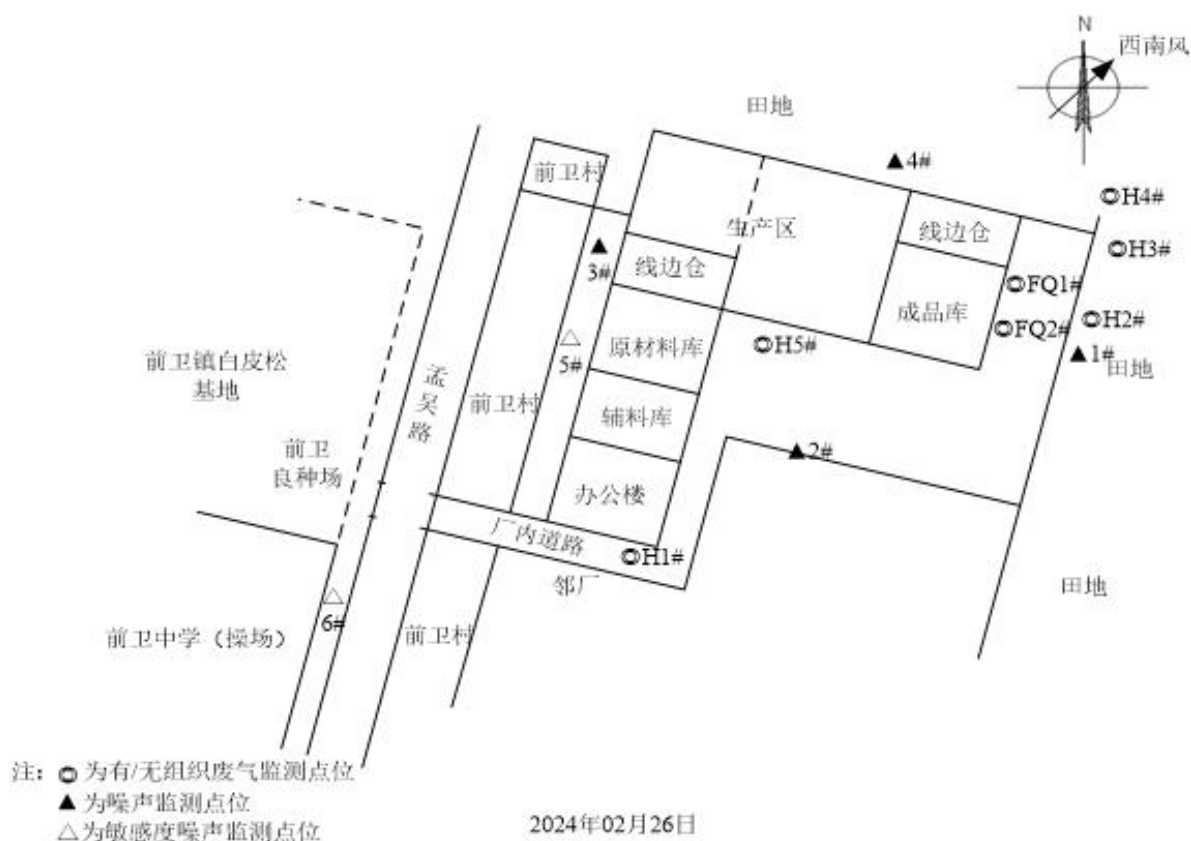 N
西南风
田地
▲4#
◎H4#
前卫村
生产区
线边仓
◎H3#
▲
3#
线边仓
◎FQ1#
成品库
◎FQ2#
◎H2#
△
5#
原材料库
◎H5#
▲1#
田地
前卫镇白皮松
基地
孟吴路
前卫村
辅料库
▲2#
前卫
良种场
办公楼
厂内道路
◎H1#
邻厂
田地
△
6#
前卫中学（操场）
前卫村
注：◎为有/无组织废气监测点位
▲为噪声监测点位
△为敏感度噪声监测点位
2024年02月26日